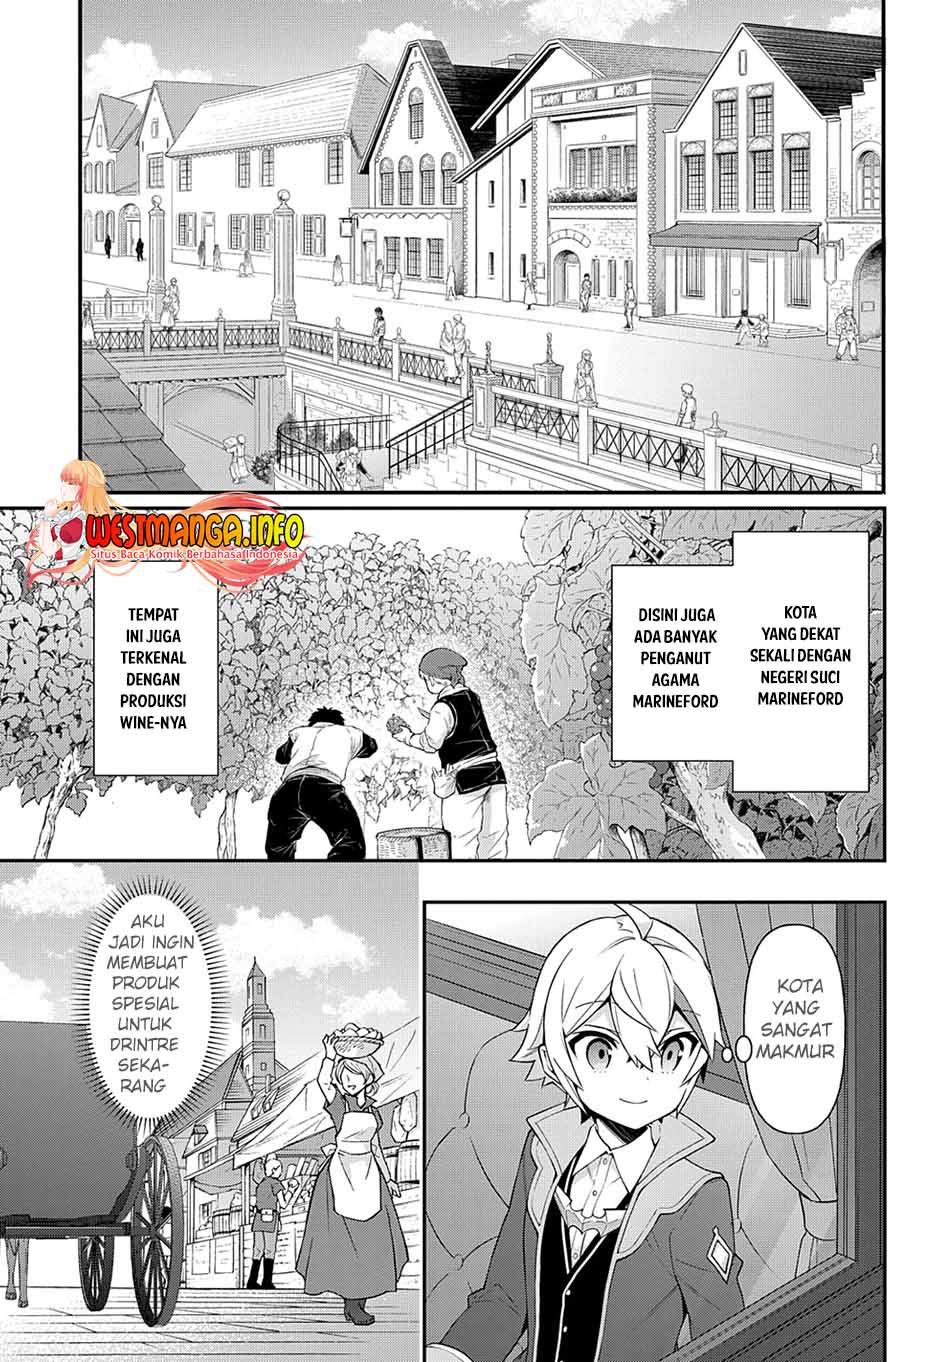 WESTMANGA.INFO
Situs Baca Komik Berbahasa Indonesia
KOTA
YANG DEKAT
SEKALI DENGAN
NEGERI SUCI
MARINEFORD
DISINI JUGA
ADA BANYAK
PENGANUT
AGAMA
MARINEFORD
TEMPAT
INI JUGA
TERKENAL
DENGAN
PRODUKSI
WINE-NYA
KOTA
YANG
SANGAT
MAKMUR
AKU
JADI INGIN
MEMBUAT
PRODUK
SPESIAL
UNTUK
DRINTRE
SEKA-
RANG